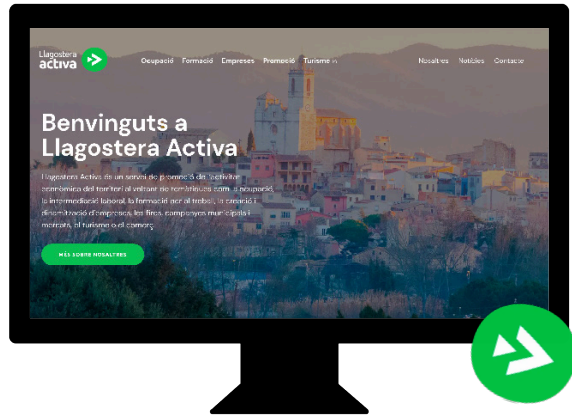 Llagostera
activa
Ocupació Formació Empreses Promoció Turisme
Nosaltres Notícies Contacte
Benvinguts a
Llagostera Activa
Llagostera Activa és un servei de promoció de l'activitat
econòmica del territori al voltant de temàtiques com la ocupació,
la intermediació laboral, la formació per al treball, la creació i
dinamització d'empreses, les fires, campanyes municipals i
mercats, el turisme o el comerç.
MÉS SOBRE NOSALTRES